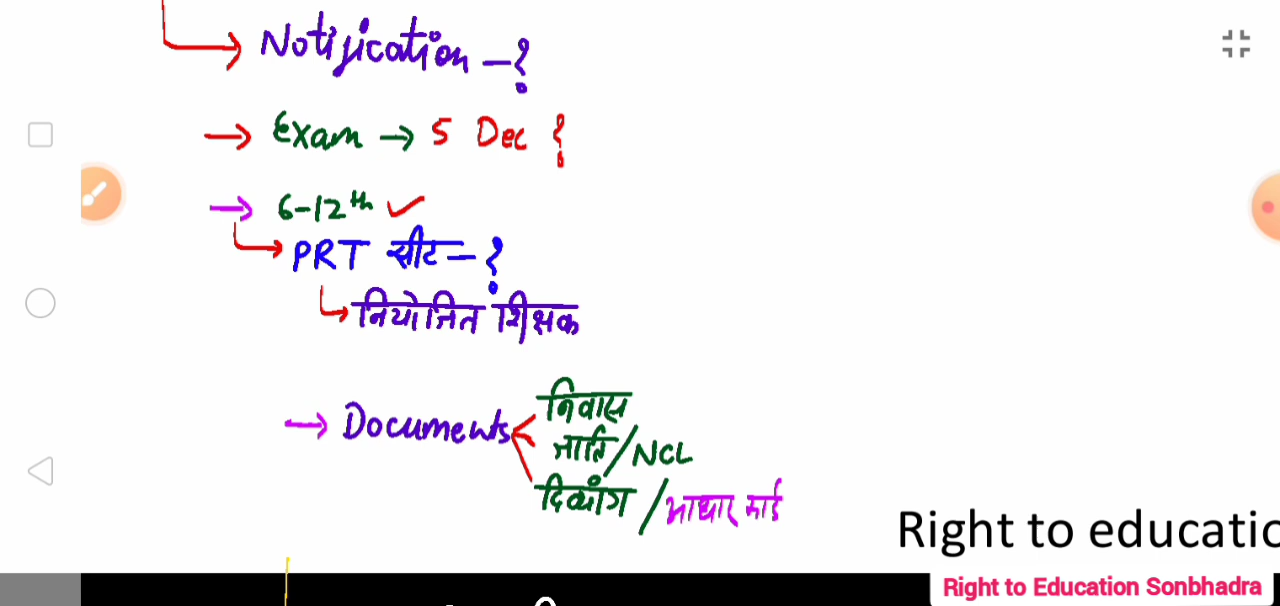 Notification - ?
→ Exam → 5 Dec ?
→ 6-12th ✓
PRT सीट - ?
नियोजित शिक्षक
→ Documents < निवास
जाति/NCL
दिव्यांग/आधार कार्ड
Right to educatio
Right to Education Sonbhadra